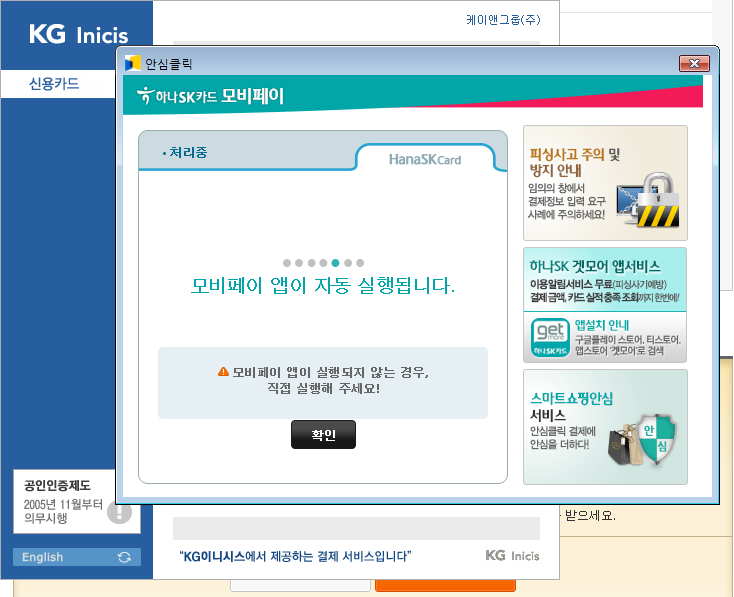 KG Inicis
케이앤그룹(주)
신용카드
안심클릭
하나SK카드 모비페이
처리중
HanaSKCard
모비페이 앱이 자동 실행됩니다.
모비페이 앱이 실행되지 않는 경우,
직접 실행해 주세요!
확인
피싱사고 주의 및
방지 안내
임의의 창에서
결제정보 입력 요구
사례에 주의하세요!
하나SK 겟모어 앱서비스
이용알림서비스 무료(피싱사기예방)
결제 금액, 카드 실적 충족 조회까지 한번에!
get
more
하나SK카드
앱설치 안내
구글플레이 스토어, 티스토어,
앱스토어 '겟모어'로 검색
스마트쇼핑안심
서비스
안심클릭 결제에
안심을 더하다!
안
심
공인인증제도
2005년 11월부터
의무시행
English
받으세요.
"KG이니시스에서 제공하는 결제 서비스입니다"
KG Inicis